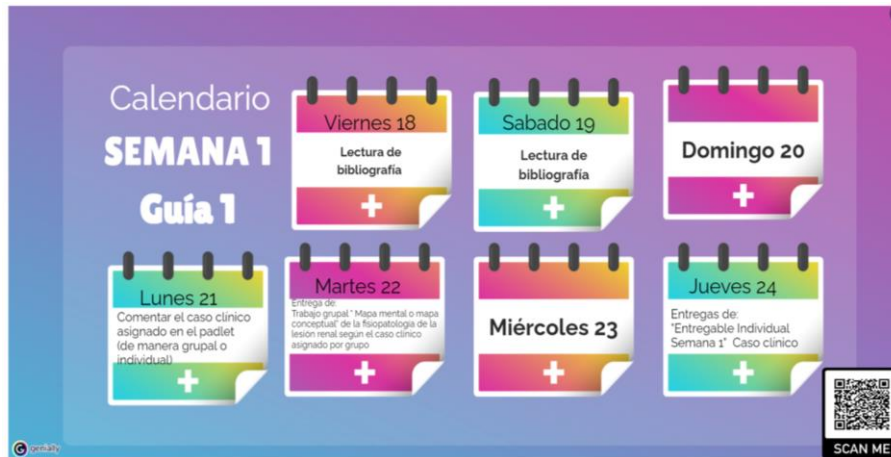 Calendario
SEMANA 1
Guía 1
Viernes 18
Lectura de
bibliografía
Sabado 19
Lectura de
bibliografía
Domingo 20
Lunes 21
Comentar el caso clínico
asignado en el padlet
(de manera grupal o
individual)
Martes 22
Entrega de:
Trabajo grupal " Mapa mental o mapa
conceptual" de la fisiopatologia de la
lesión renal según el caso clínico
asignado por grupo
Miércoles 23
Jueves 24
Entregas de:
"Entregable Individual
Semana 1" Caso clínico
genially
SCAN ME